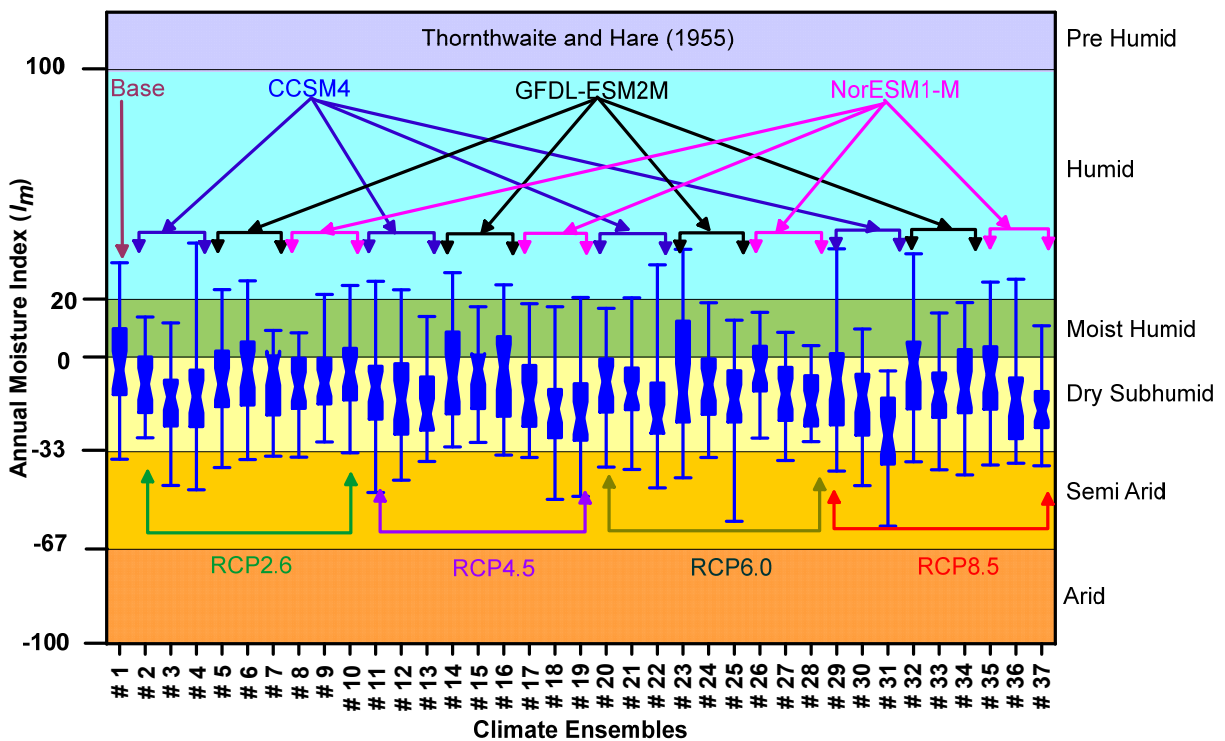 Thornthwaite and Hare (1955)
Pre Humid
100
Base
CCSM4
GFDL-ESM2M
NorESM1-M
Humid
Annual Moisture Index (Im)
20
Moist Humid
0
Dry Subhumid
-33
Semi Arid
-67
RCP2.6
RCP4.5
RCP6.0
RCP8.5
Arid
-100
# 1
# 2
# 3
# 4
# 5
# 6
# 7
# 8
# 9
# 10
# 11
# 12
# 13
# 14
# 15
# 16
# 17
# 18
# 19
# 20
# 21
# 22
# 23
# 24
# 25
# 26
# 27
# 28
# 29
# 30
# 31
# 32
# 33
# 34
# 35
# 36
# 37
Climate Ensembles